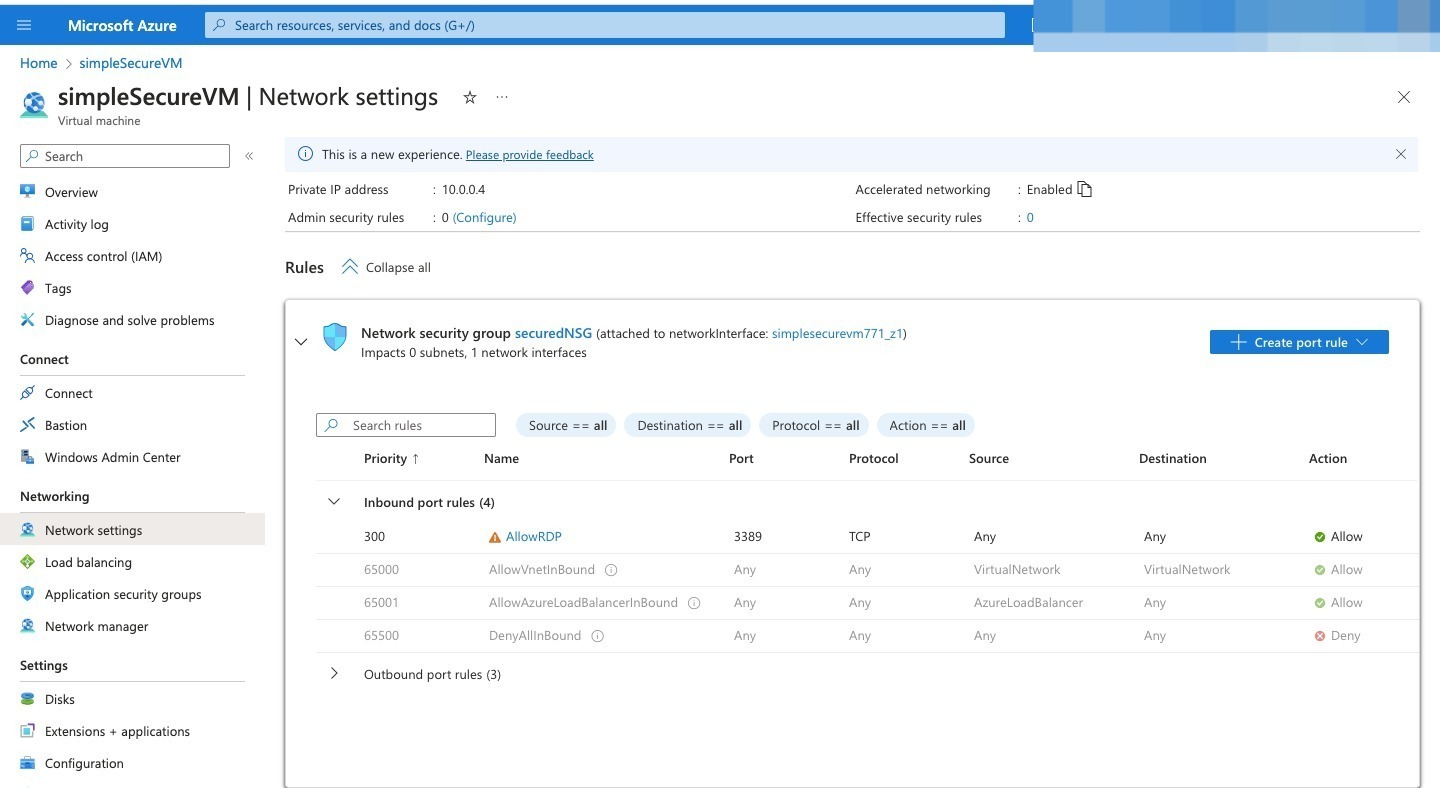 Microsoft Azure Search resources, services, and docs (G+/)
Home > simpleSecureVM
simpleSecureVM | Network settings ...
Virtual machine
Search «
Overview
Activity log
Access control (IAM)
Tags
Diagnose and solve problems
Connect
Connect
Bastion
Windows Admin Center
Networking
Network settings
Load balancing
Application security groups
Network manager
Settings
Disks
Extensions + applications
Configuration
This is a new experience. Please provide feedback
Private IP address : 10.0.0.4 Accelerated networking : Enabled
Admin security rules : 0 (Configure) Effective security rules : 0
Rules Collapse all
Network security group securedNSG (attached to networkInterface: simplesecurevm771_z1)
Impacts 0 subnets, 1 network interfaces
Create port rule
Search rules Source == all Destination == all Protocol == all Action == all
Priority ↑ Name Port Protocol Source Destination Action
Inbound port rules (4)
300 AllowRDP 3389 TCP Any Any Allow
65000 AllowVnetInBound Any Any VirtualNetwork VirtualNetwork Allow
65001 AllowAzureLoadBalancerInBound Any Any AzureLoadBalancer Any Allow
65500 DenyAllInBound Any Any Any Any Deny
Outbound port rules (3)